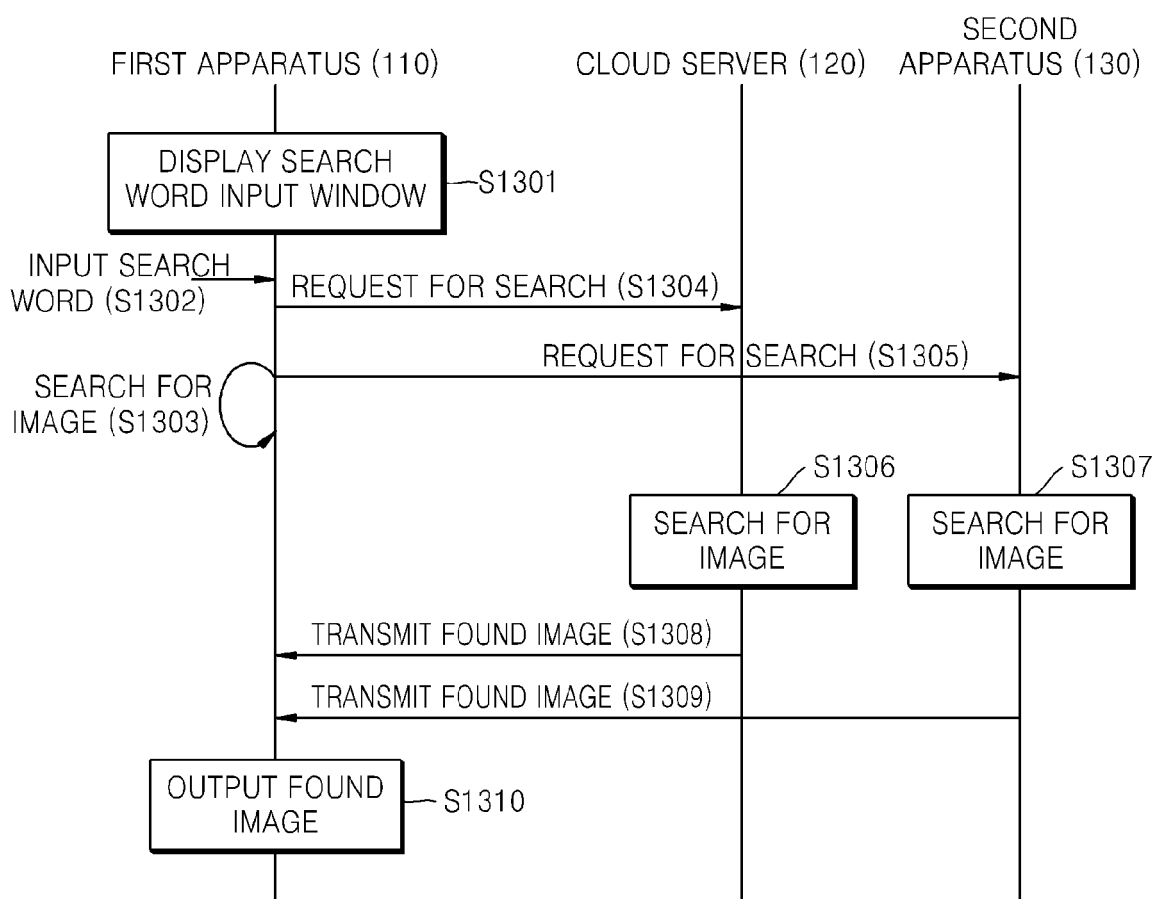 FIRST APPARATUS (110)
CLOUD SERVER (120)
SECOND
APPARATUS (130)
DISPLAY SEARCH
WORD INPUT WINDOW
S1301
INPUT SEARCH
WORD (S1302)
REQUEST FOR SEARCH (S1304)
REQUEST FOR SEARCH (S1305)
SEARCH FOR
IMAGE (S1303)
S1306
S1307
SEARCH FOR
IMAGE
SEARCH FOR
IMAGE
TRANSMIT FOUND IMAGE (S1308)
TRANSMIT FOUND IMAGE (S1309)
OUTPUT FOUND
IMAGE
S1310